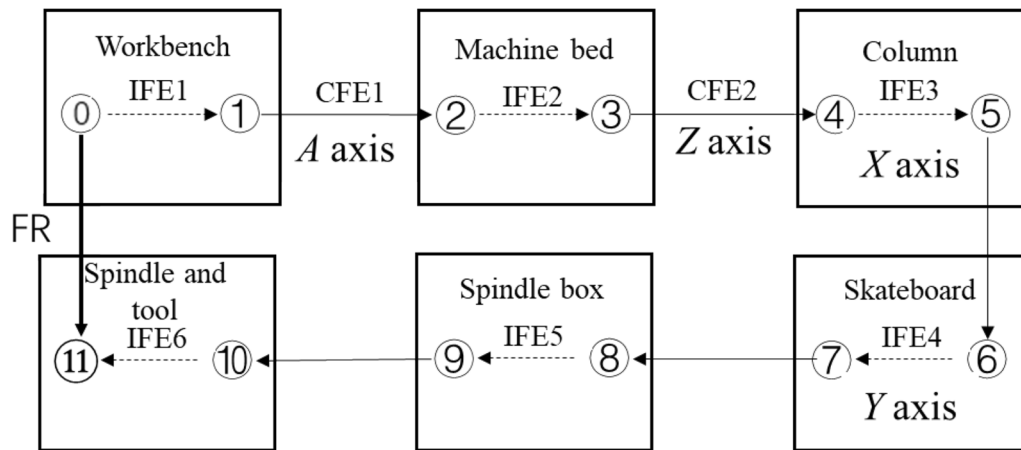 Workbench
IFE1
0
1
CFE1
A axis
Machine bed
IFE2
2
3
CFE2
Z axis
Column
IFE3
4
5
X axis
FR
Spindle and
tool
IFE6
11
10
Spindle box
IFE5
9
8
Skateboard
IFE4
7
6
Y axis